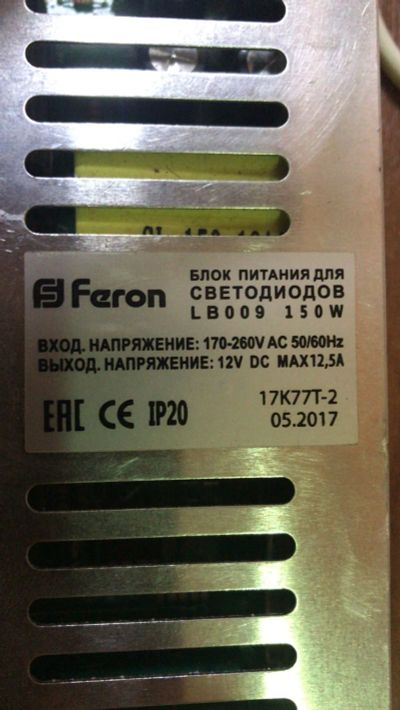 Feron
БЛОК ПИТАНИЯ ДЛЯ
СВЕТОДИОДОВ
LB009 150W
ВХОД. НАПРЯЖЕНИЕ: 170-260V AC 50/60Hz
ВЫХОД. НАПРЯЖЕНИЕ: 12V DC MAX12,5A
EAC CE IP20
17K77T-2
05.2017